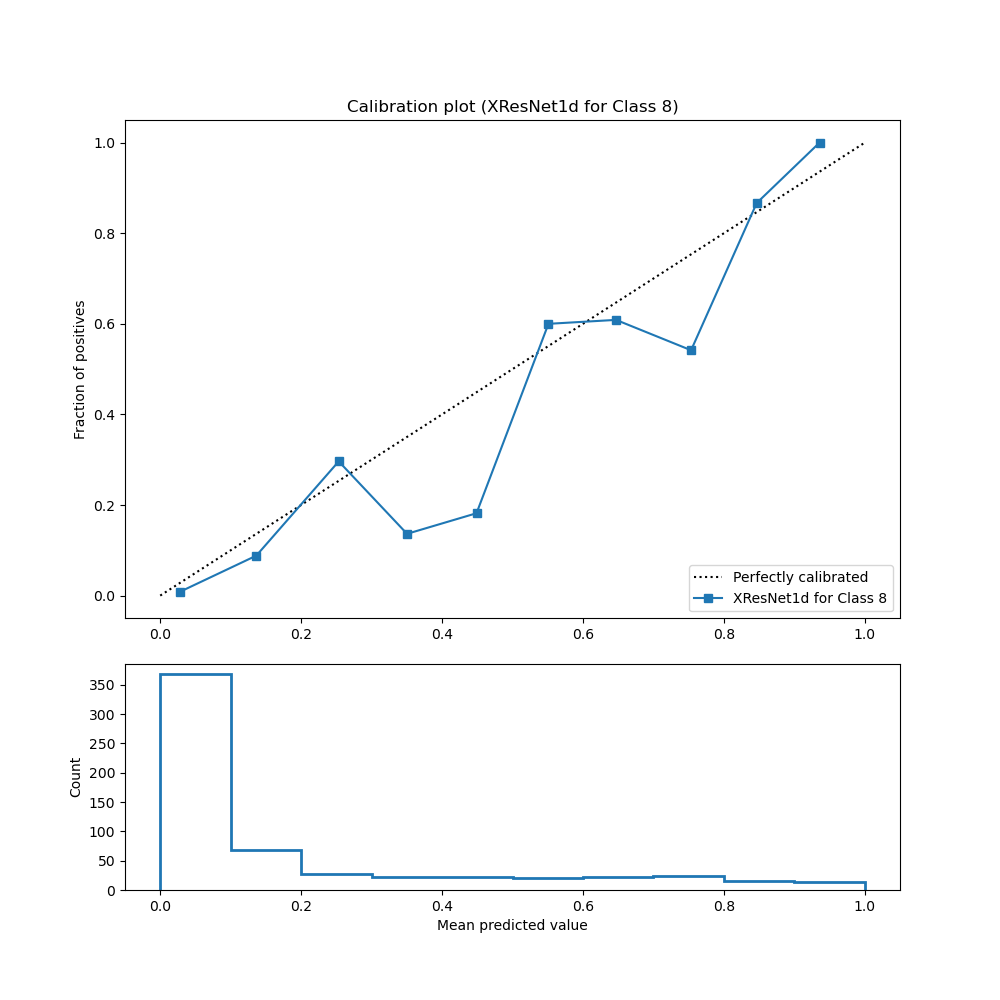 Calibration plot (XResNet1d for Class 8)
1.0
0.8
0.6
0.4
0.2
0.0
Fraction of positives
Perfectly calibrated
XResNet1d for Class 8
0.0 0.2 0.4 0.6 0.8 1.0
350
300
250
200
150
100
50
0
Count
0.0 0.2 0.4 0.6 0.8 1.0
Mean predicted value